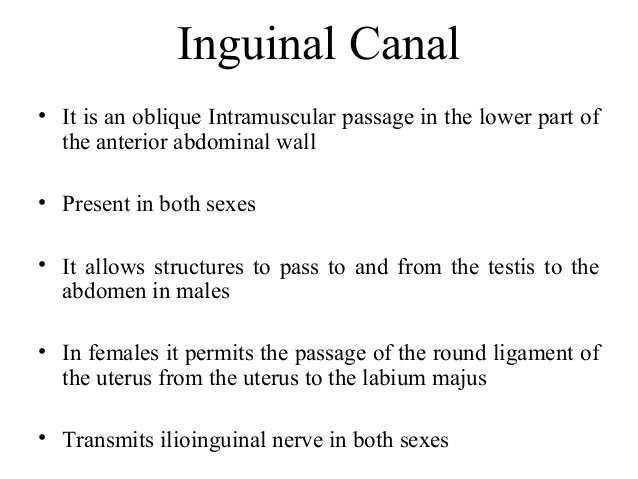 Inguinal Canal
• It is an oblique Intramuscular passage in the lower part of
the anterior abdominal wall
• Present in both sexes
• It allows structures to pass to and from the testis to the
abdomen in males
• In females it permits the passage of the round ligament of
the uterus from the uterus to the labium majus
• Transmits ilioinguinal nerve in both sexes